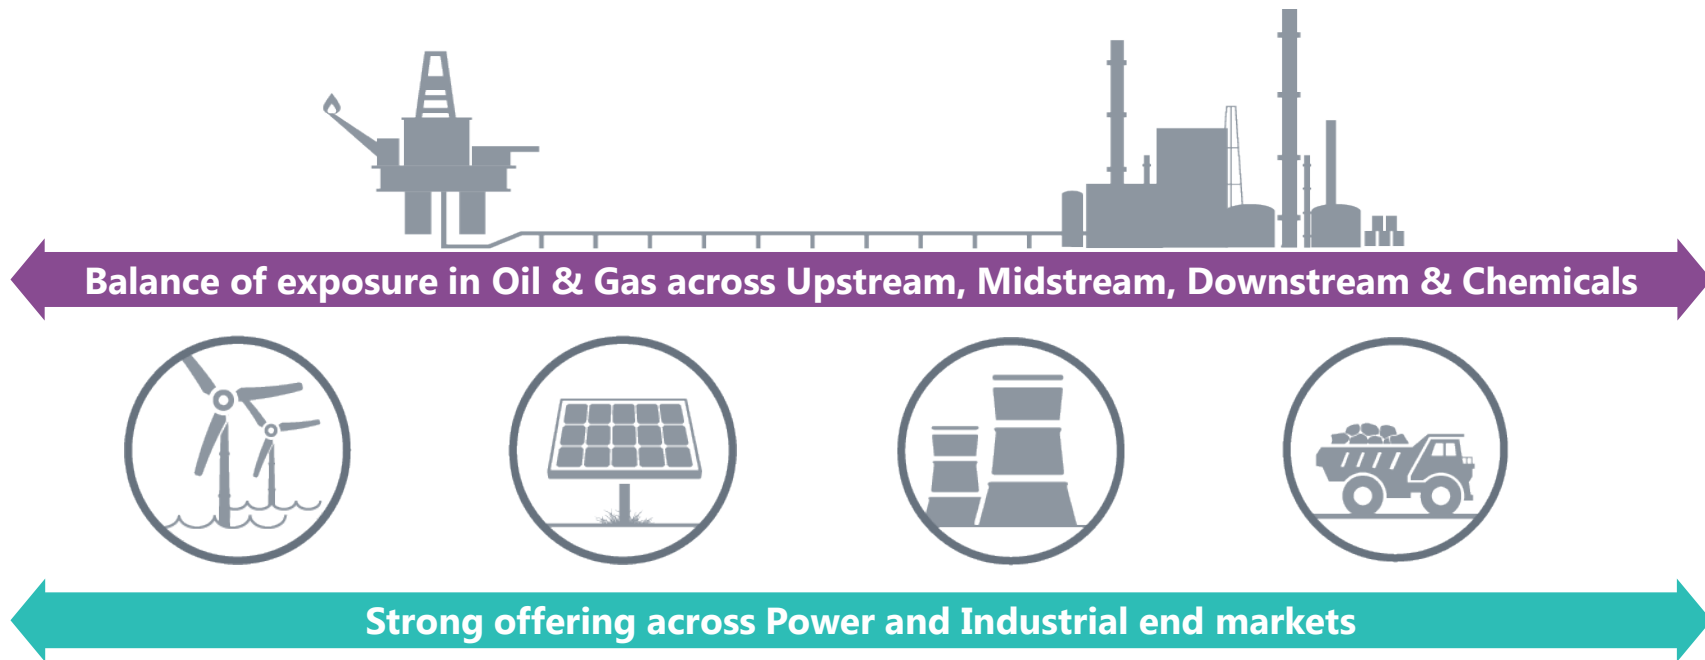 Balance of exposure in Oil & Gas across Upstream, Midstream, Downstream & Chemicals
Strong offering across Power and Industrial end markets